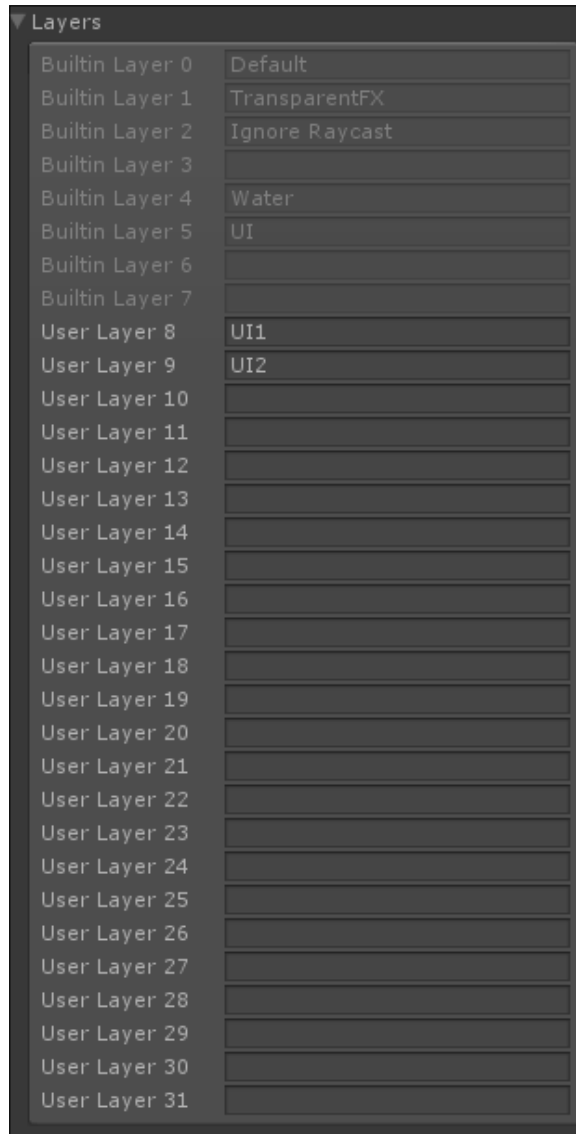 Layers
Builtin Layer 0 Default
Builtin Layer 1 TransparentFX
Builtin Layer 2 Ignore Raycast
Builtin Layer 3
Builtin Layer 4 Water
Builtin Layer 5 UI
Builtin Layer 6
Builtin Layer 7
User Layer 8 UI1
User Layer 9 UI2
User Layer 10
User Layer 11
User Layer 12
User Layer 13
User Layer 14
User Layer 15
User Layer 16
User Layer 17
User Layer 18
User Layer 19
User Layer 20
User Layer 21
User Layer 22
User Layer 23
User Layer 24
User Layer 25
User Layer 26
User Layer 27
User Layer 28
User Layer 29
User Layer 30
User Layer 31